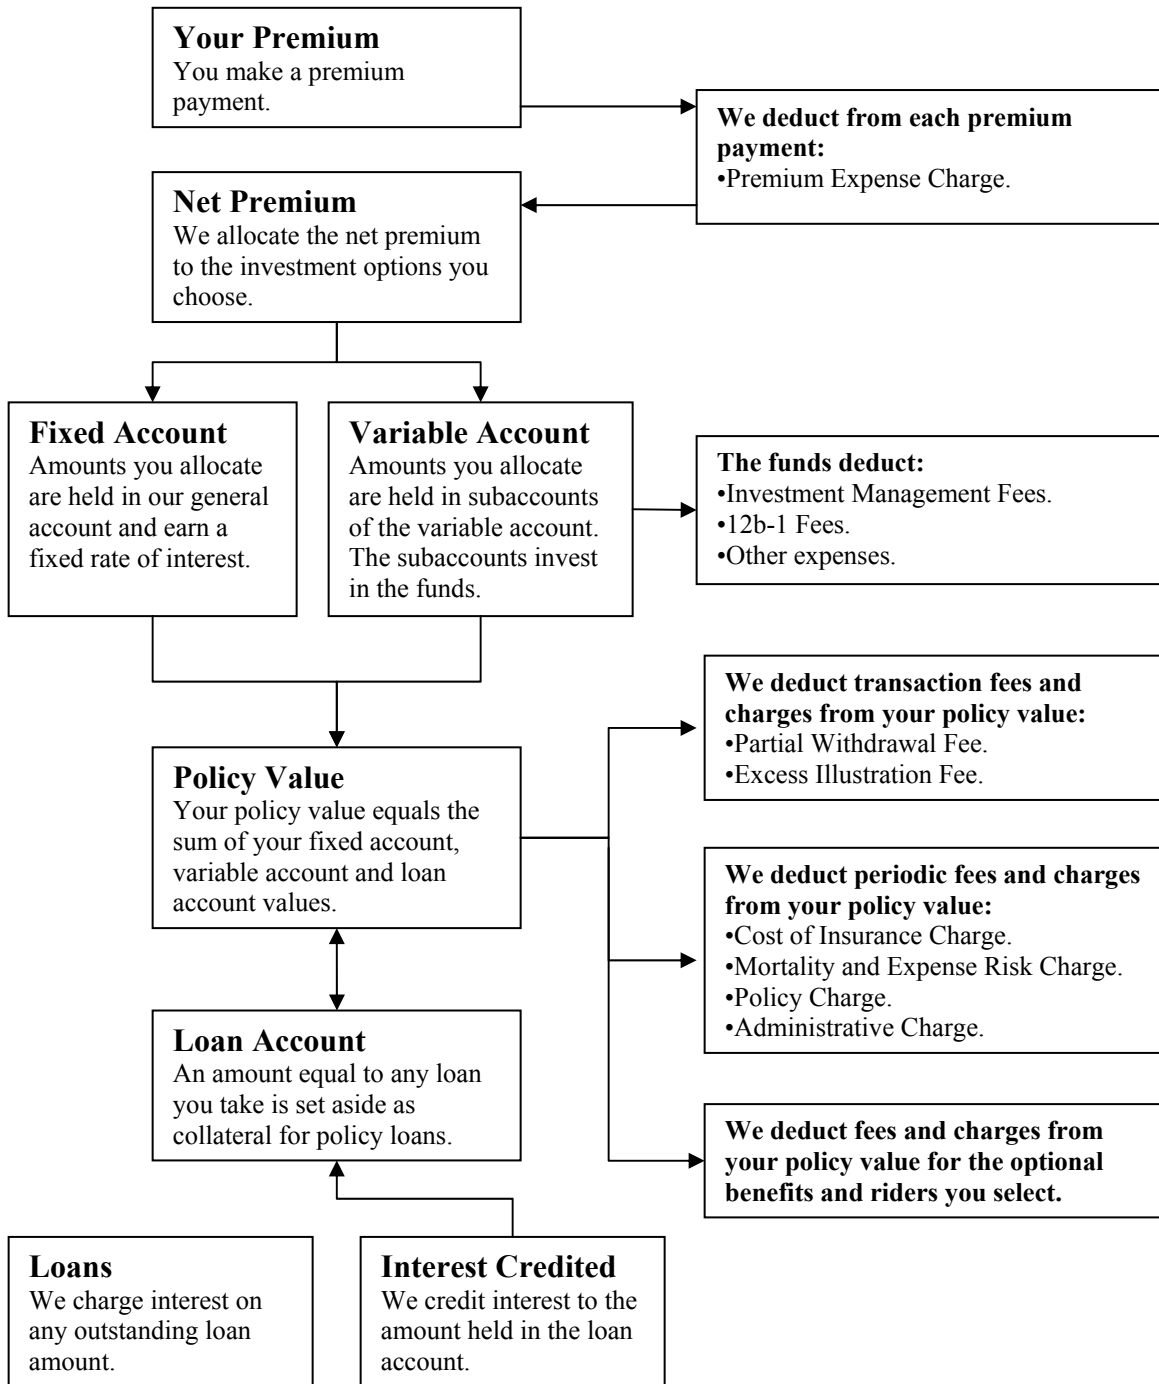 Your Premium
You make a premium
payment.
We deduct from each premium
payment:
•Premium Expense Charge.
Net Premium
We allocate the net premium
to the investment options you
choose.
Fixed Account
Amounts you allocate
are held in our general
account and earn a
fixed rate of interest.
Variable Account
Amounts you allocate
are held in subaccounts
of the variable account.
The subaccounts invest
in the funds.
The funds deduct:
•Investment Management Fees.
•12b-1 Fees.
•Other expenses.
We deduct transaction fees and
charges from your policy value:
•Partial Withdrawal Fee.
•Excess Illustration Fee.
Policy Value
Your policy value equals the
sum of your fixed account,
variable account and loan
account values.
We deduct periodic fees and charges
from your policy value:
•Cost of Insurance Charge.
•Mortality and Expense Risk Charge.
•Policy Charge.
•Administrative Charge.
Loan Account
An amount equal to any loan
you take is set aside as
collateral for policy loans.
We deduct fees and charges from
your policy value for the optional
benefits and riders you select.
Loans
We charge interest on
any outstanding loan
amount.
Interest Credited
We credit interest to the
amount held in the loan
account.